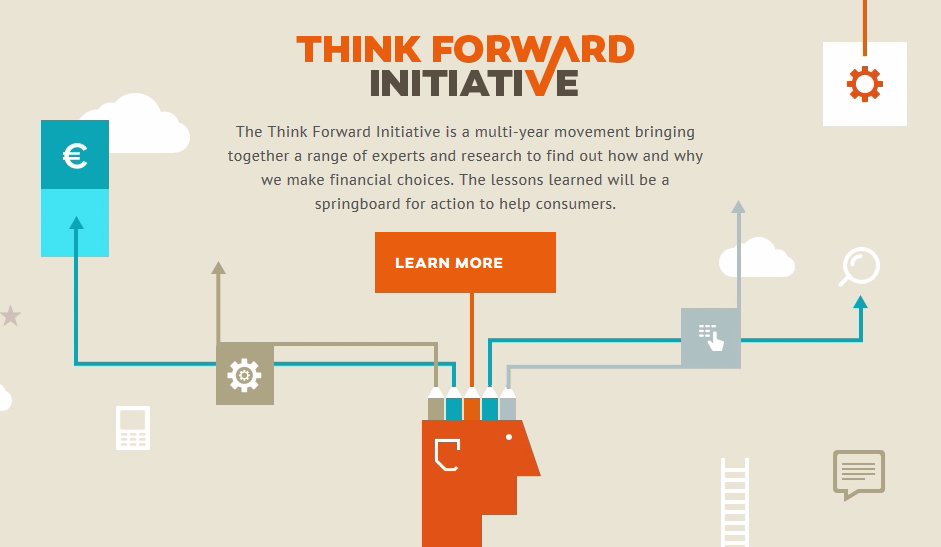 THINK FORWARD
INITIATIVE
The Think Forward Initiative is a multi-year movement bringing
together a range of experts and research to find out how and why
we make financial choices. The lessons learned will be a
springboard for action to help consumers.
€
LEARN MORE